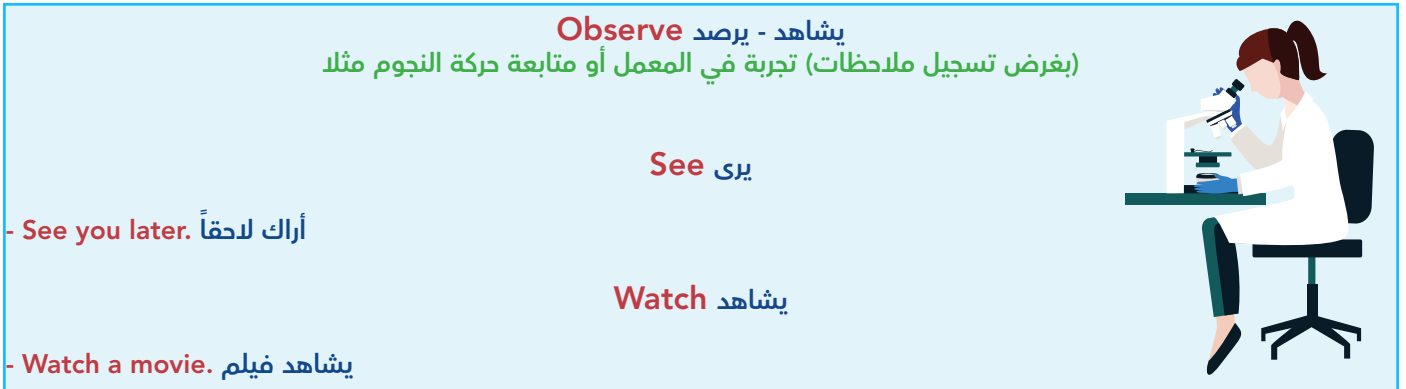 Observe يشاهد - يرصد
(بغرض تسجيل ملاحظات) تجربة في المعمل أو متابعة حركة النجوم مثلا
See يرى
- See you later. أراك لاحقاً
Watch يشاهد
- Watch a movie. يشاهد فيلم